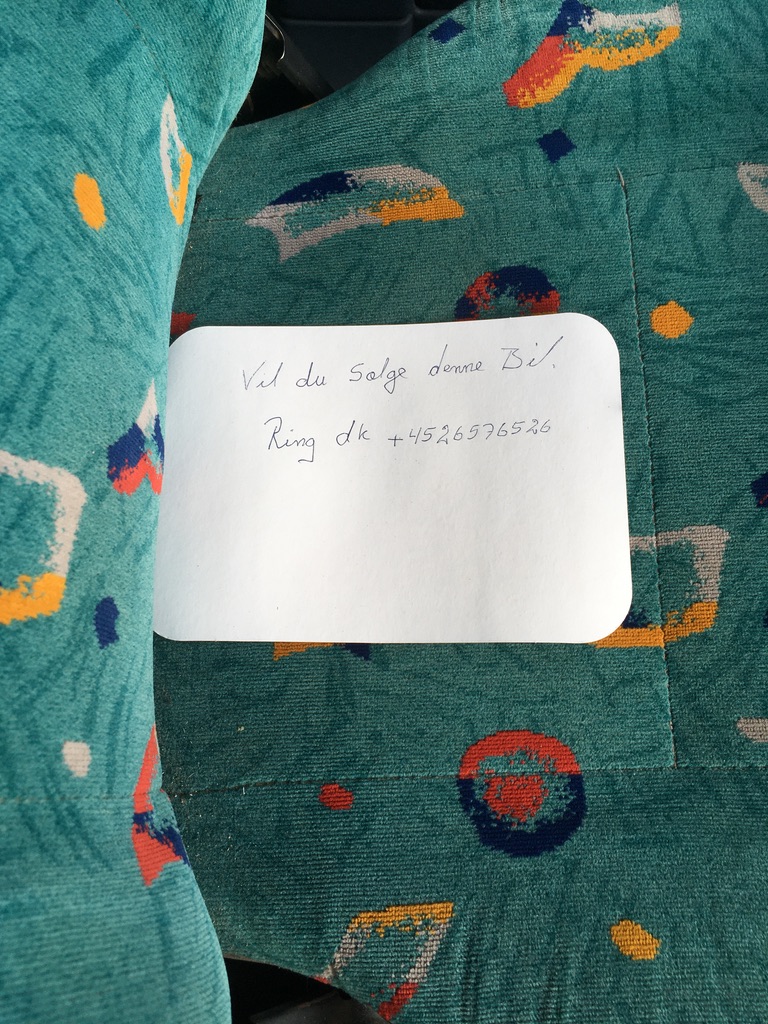 Vil du Sælge denne Bil.
Ring dk +4526576526